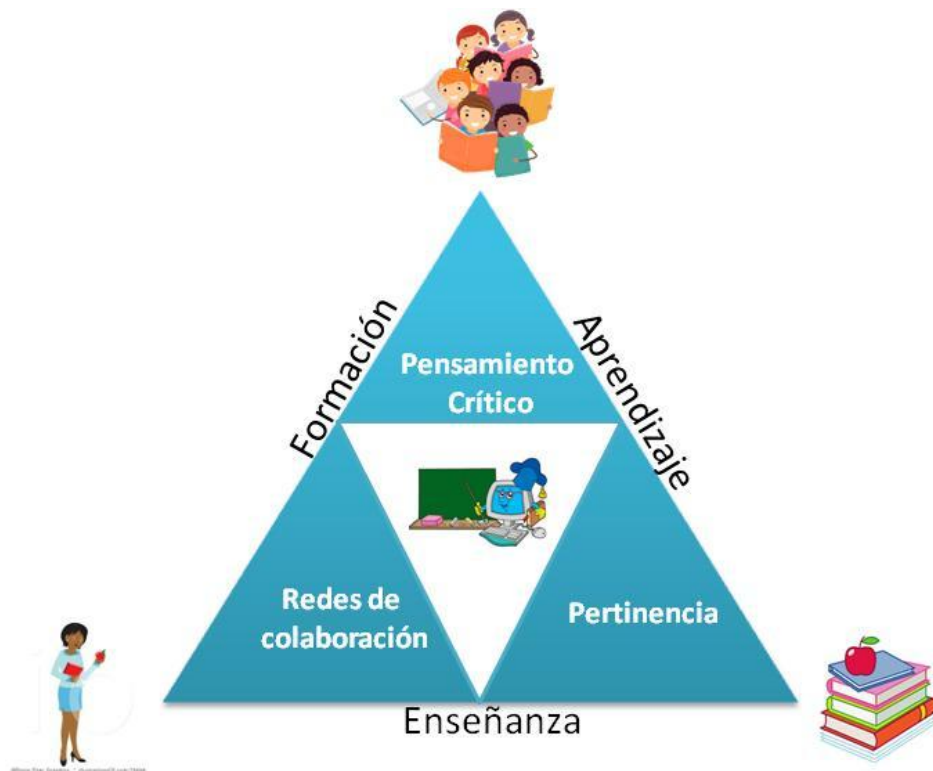 Formación
Aprendizaje
Pensamiento
Crítico
Redes de
colaboración
Pertinencia
Enseñanza